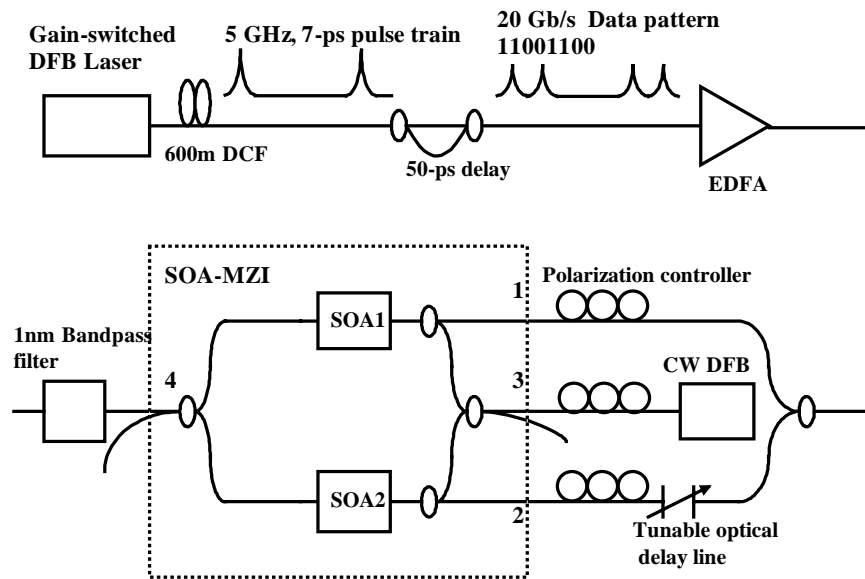 Gain-switched
DFB Laser
5 GHz, 7-ps pulse train
20 Gb/s Data pattern
11001100
600m DCF
50-ps delay
EDFA
SOA-MZI
1nm Bandpass
filter
4
SOA1
SOA2
1
3
2
Polarization controller
CW DFB
Tunable optical
delay line